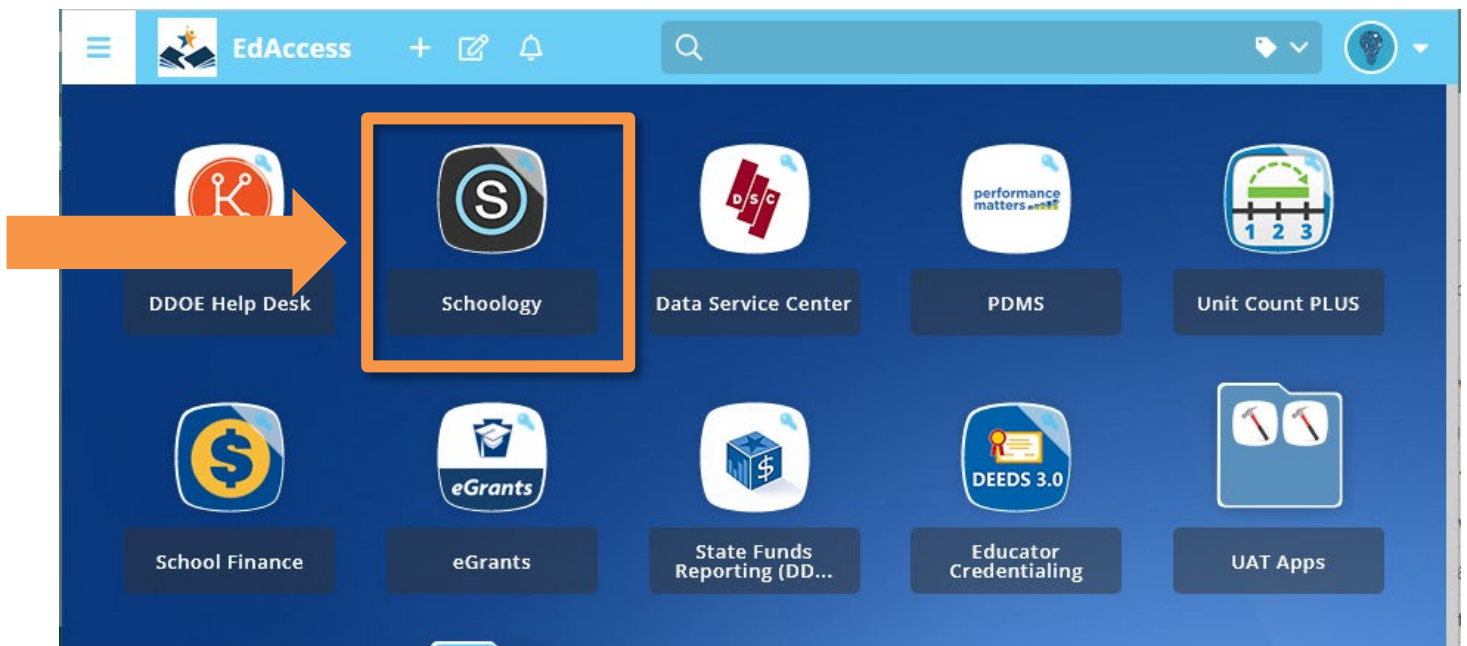 EdAccess
K
S
D/S/C
performance
matters
1 2 3
DDOE Help Desk
Schoology
Data Service Center
PDMS
Unit Count PLUS
$
eGrants
$
DEEDS 3.0
School Finance
eGrants
State Funds
Reporting (DD...
Educator
Credentialing
UAT Apps